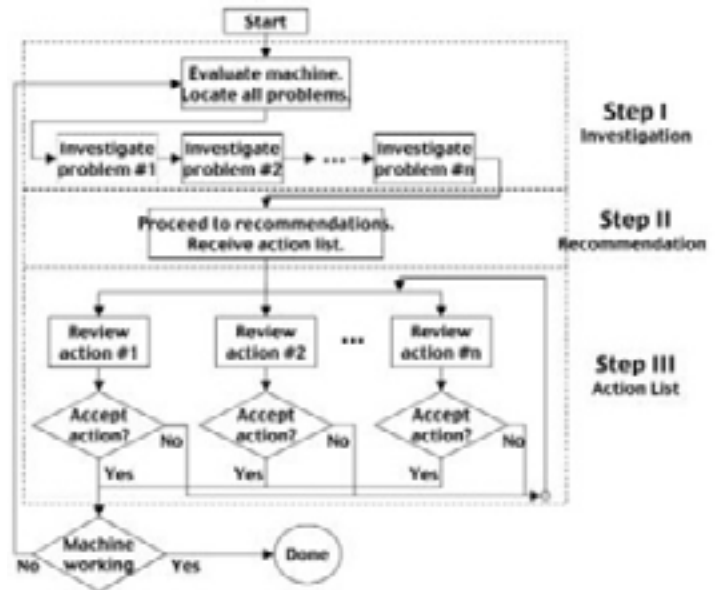 Start
Evaluate machine.
Locate all problems.
Step I
Investigation
Investigate
problem #1
Investigate
problem #2
...
Investigate
problem #n
Proceed to recommendations.
Receive action list.
Step II
Recommendation
Review
action #1
Review
action #2
...
Review
action #n
Step III
Action List
Accept
action?
No
Yes
Accept
action?
No
Yes
Accept
action?
No
Yes
Machine
working
No
Yes
Done